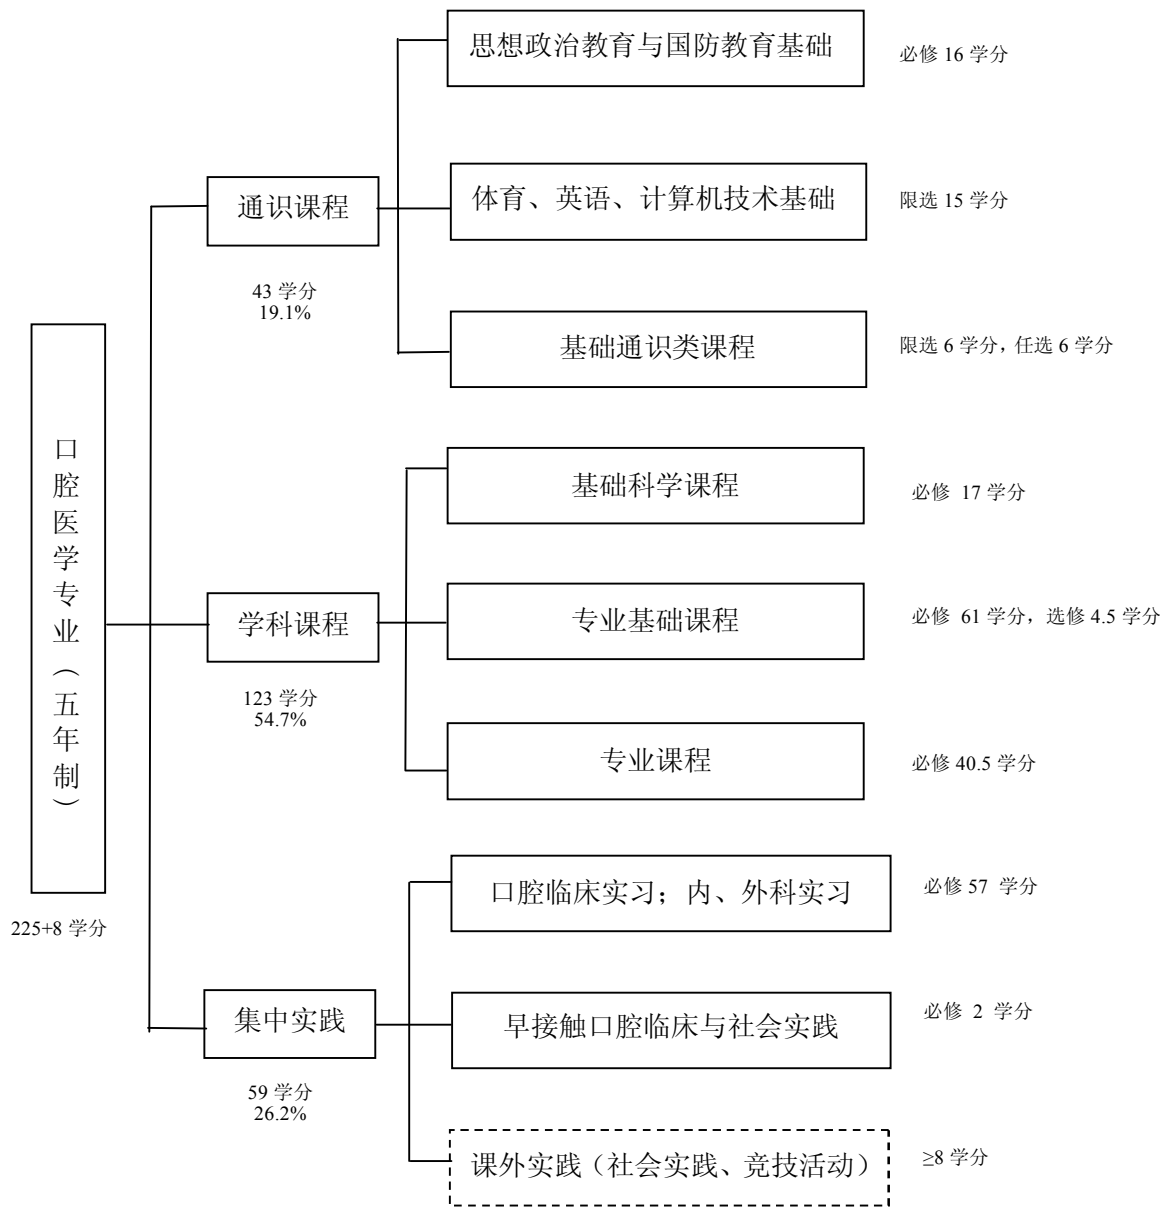 口腔医学专业（五年制）
225+8 学分
通识课程
43 学分
19.1%
思想政治教育与国防教育基础
必修 16 学分
体育、英语、计算机技术基础
限选 15 学分
基础通识类课程
限选 6 学分，任选 6 学分
学科课程
123 学分
54.7%
基础科学课程
必修 17 学分
专业基础课程
必修 61 学分，选修 4.5 学分
专业课程
必修 40.5 学分
集中实践
59 学分
26.2%
口腔临床实习；内、外科实习
必修 57 学分
早接触口腔临床与社会实践
必修 2 学分
课外实践（社会实践、竞技活动）
≥8 学分